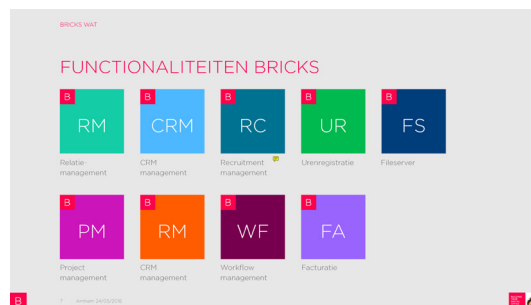 BRICKS WAT
FUNCTIONALITEITEN BRICKS
B B B B B
RM CRM RC UR FS
Relatie- CRM Recruitment Urenregistratie Fileserver
management management management
B B B B
PM RM WF FA
Project CRM Workflow Facturatie
management management management
B 7